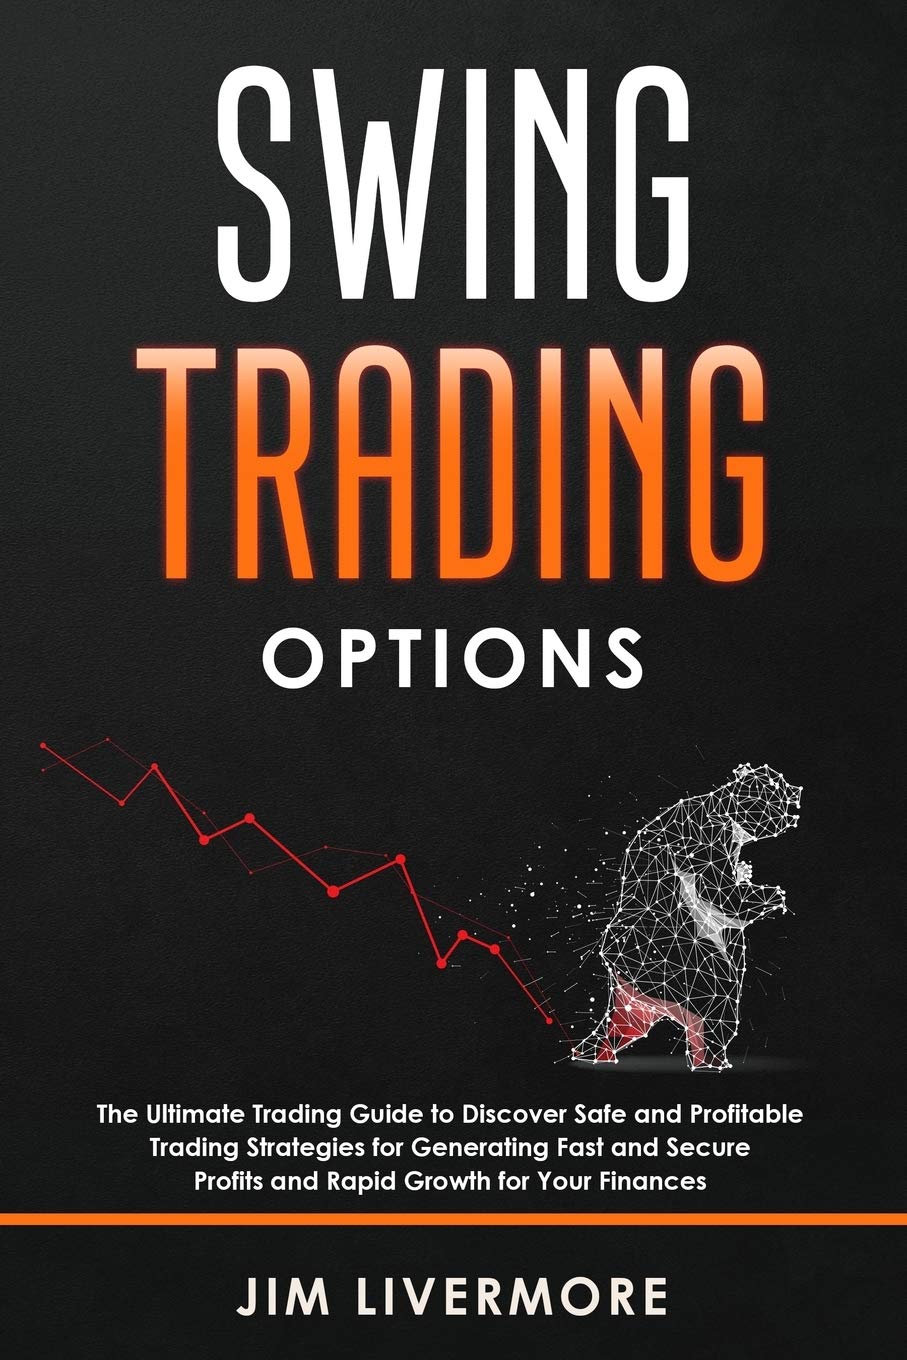 SWING
TRADING
OPTIONS
The Ultimate Trading Guide to Discover Safe and Profitable
Trading Strategies for Generating Fast and Secure
Profits and Rapid Growth for Your Finances
JIM LIVERMORE